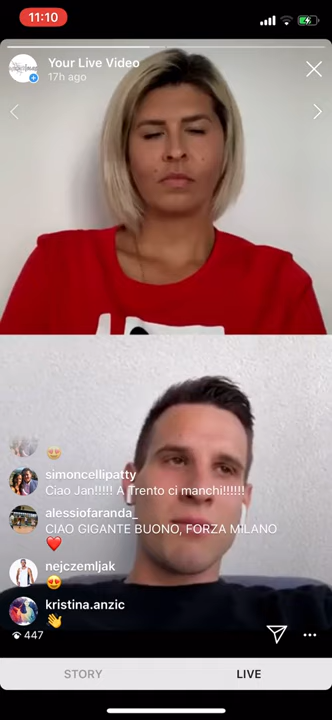 11:10
Your Live Video
17h ago
simoncellipatty
Ciao Jan!!!!! A Trento ci manchi!!!!!!
alessiofaranda_
CIAO GIGANTE BUONO, FORZA MILANO
nejczemljak
kristina.anzic
447
STORY LIVE